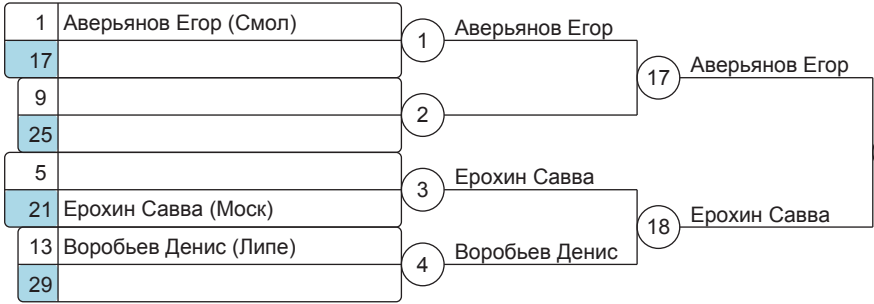 1 Аверьянов Егор (Смол)
17
9
25
5
21 Ерохин Савва (Моск)
13 Воробьев Денис (Липе)
29
1 Аверьянов Егор
2
3 Ерохин Савва
4 Воробьев Денис
17 Аверьянов Егор
18 Ерохин Савва